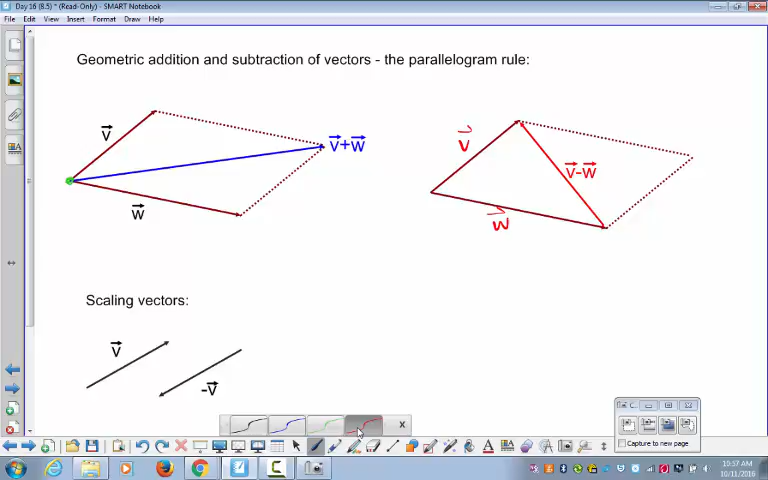 Day 16 (8.5) * (Read-Only) - SMART Notebook
File Edit View Insert Format Draw Help
Geometric addition and subtraction of vectors - the parallelogram rule:
v
v+w
w
v
v-w
w
Scaling vectors:
v
-v
Capture to new page
10:37 AM
10/11/2016